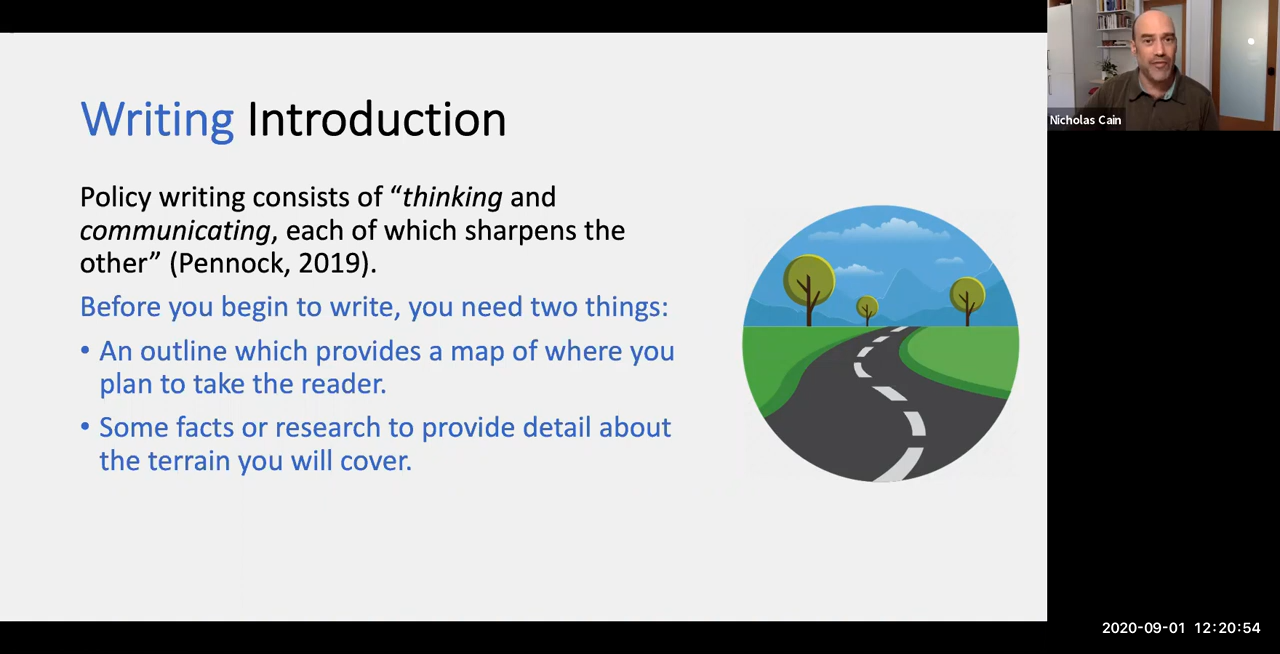 Writing Introduction
Policy writing consists of “thinking and
communicating, each of which sharpens the
other” (Pennock, 2019).
Before you begin to write, you need two things:
• An outline which provides a map of where you
plan to take the reader.
• Some facts or research to provide detail about
the terrain you will cover.
Nicholas Cain
2020-09-01 12:20:54